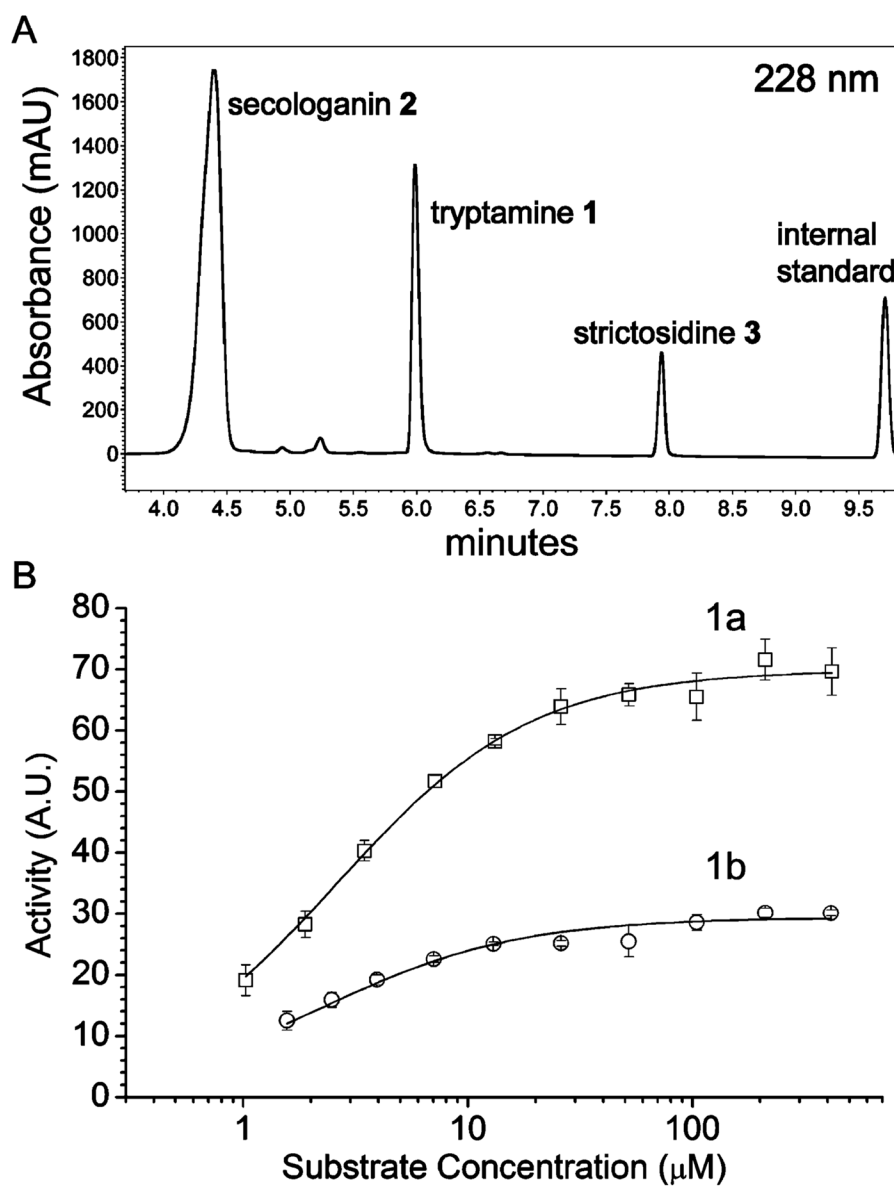 A
228 nm
secologanin 2
tryptamine 1
internal
standard
strictosidine 3
Absorbance (mAU)
1800
1600
1400
1200
1000
800
600
400
200
0
4.0 4.5 5.0 5.5 6.0 6.5 7.0 7.5 8.0 8.5 9.0 9.5
minutes
B
1a
1b
Activity (A.U.)
80
70
60
50
40
30
20
10
0
1 10 100
Substrate Concentration (μM)